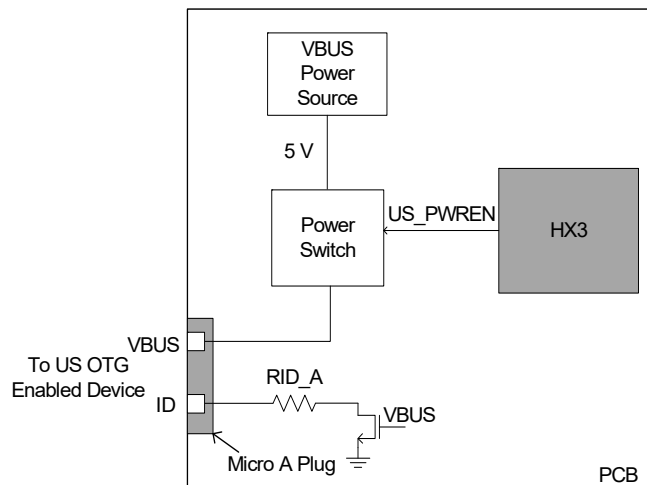 VBUS
Power
Source
5 V
US_PWREN
HX3
Power
Switch
VBUS
To US OTG
Enabled Device
RID_A
ID
VBUS
Micro A Plug
PCB